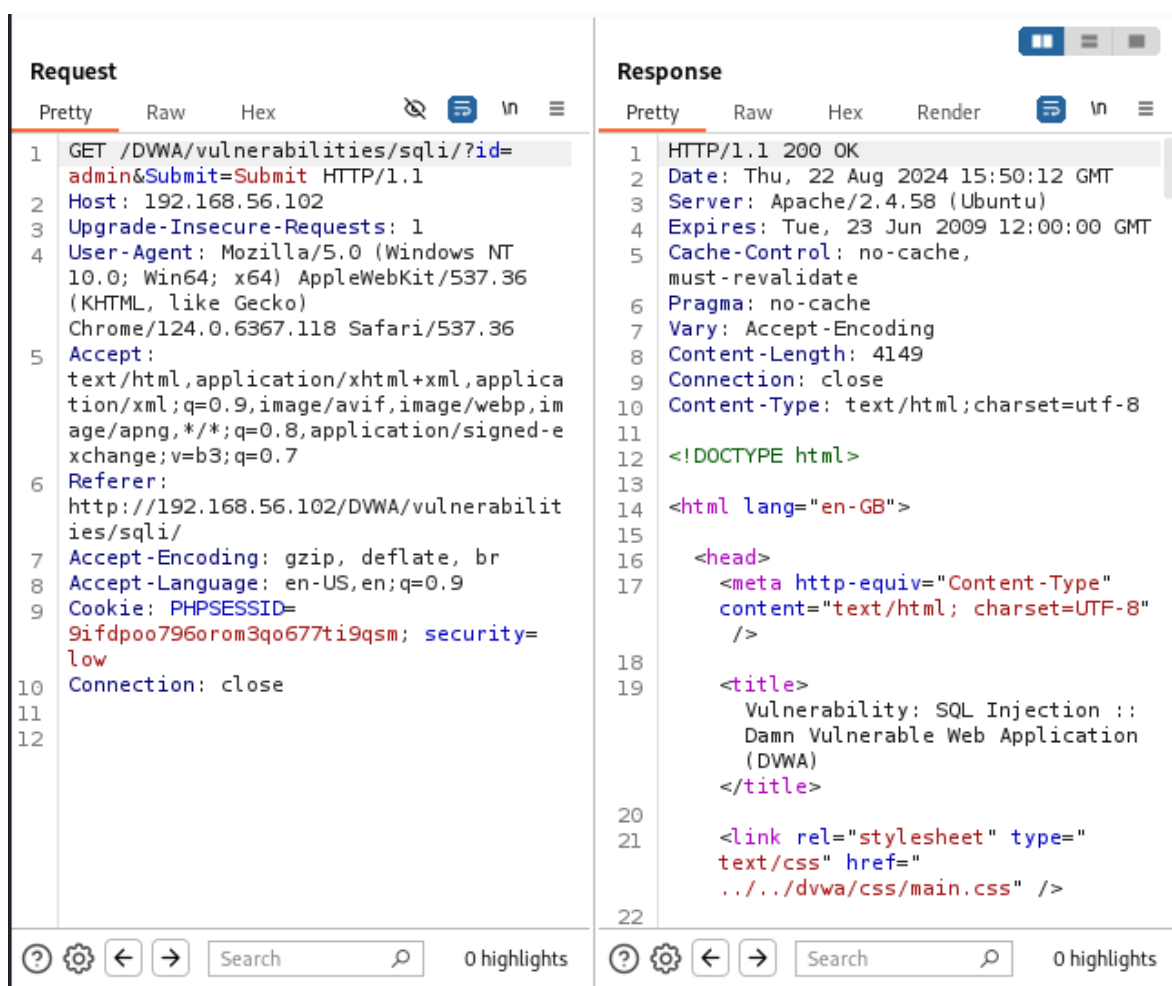 Request
Pretty Raw Hex \n
1 GET /DVWA/vulnerabilities/sqli/?id=
admin&Submit=Submit HTTP/1.1
2 Host: 192.168.56.102
3 Upgrade-Insecure-Requests: 1
4 User-Agent: Mozilla/5.0 (Windows NT
10.0; Win64; x64) AppleWebKit/537.36
(KHTML, like Gecko)
Chrome/124.0.6367.118 Safari/537.36
5 Accept:
text/html,application/xhtml+xml,applica
tion/xml;q=0.9,image/avif,image/webp,im
age/apng,*/*;q=0.8,application/signed-e
xchange;v=b3;q=0.7
6 Referer:
http://192.168.56.102/DVWA/vulnerabilit
ies/sqli/
7 Accept-Encoding: gzip, deflate, br
8 Accept-Language: en-US,en;q=0.9
9 Cookie: PHPSESSID=
9ifdpoo796orom3qo677ti9qsm; security=
low
10 Connection: close
11
12
Search 0 highlights
Response
Pretty Raw Hex Render \n
1 HTTP/1.1 200 OK
2 Date: Thu, 22 Aug 2024 15:50:12 GMT
3 Server: Apache/2.4.58 (Ubuntu)
4 Expires: Tue, 23 Jun 2009 12:00:00 GMT
5 Cache-Control: no-cache,
must-revalidate
6 Pragma: no-cache
7 Vary: Accept-Encoding
8 Content-Length: 4149
9 Connection: close
10 Content-Type: text/html;charset=utf-8
11
12 <!DOCTYPE html>
13
14 <html lang="en-GB">
15
16 <head>
17 <meta http-equiv="Content-Type"
content="text/html; charset=UTF-8"
/>
18
19 <title>
Vulnerability: SQL Injection ::
Damn Vulnerable Web Application
(DVWA)
</title>
20
21 <link rel="stylesheet" type="
text/css" href="
../../dvwa/css/main.css" />
22
Search 0 highlights